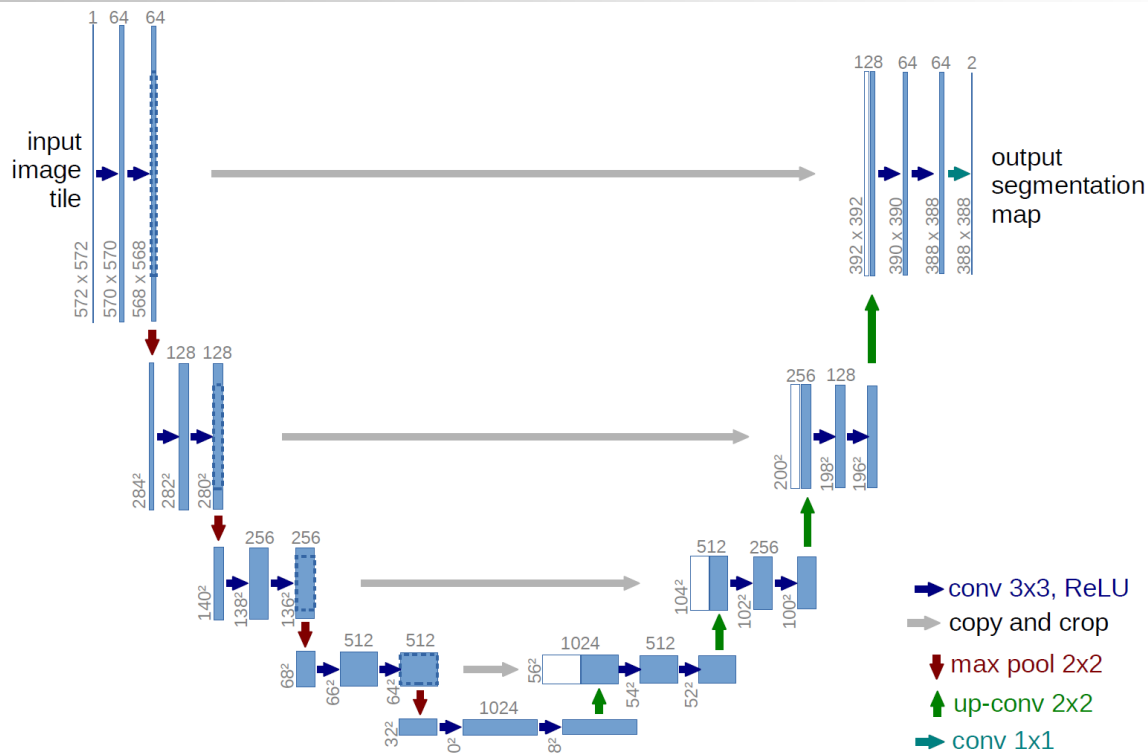 1 64 64
input
image
tile
572 x 572
570 x 570
568 x 568
128 64 64 2
output
segmentation
map
392 x 392
390 x 390
388 x 388
388 x 388
128 128
284²
282²
280²
256 128
200²
198²
196²
256 256
140²
138²
136²
512 256
104²
102²
100²
512 512
68²
66²
64²
1024 512
56²
54²
52²
1024
32²
0²
8²
conv 3x3, ReLU
copy and crop
max pool 2x2
up-conv 2x2
conv 1x1